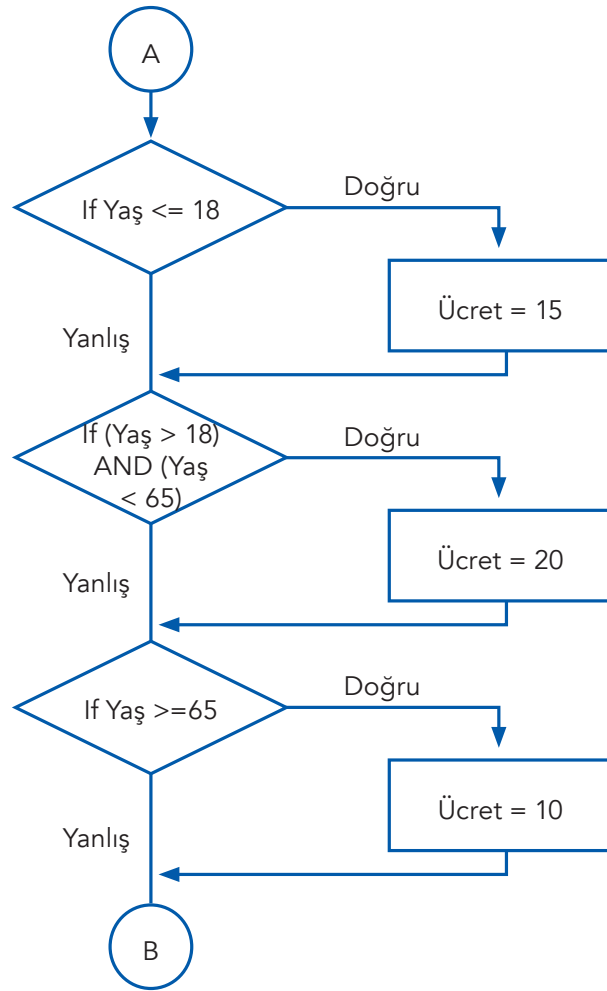 A
If Yaş <= 18
Doğru
Ücret = 15
Yanlış
If (Yaş > 18)
AND (Yaş
< 65)
Doğru
Ücret = 20
Yanlış
If Yaş >=65
Doğru
Ücret = 10
Yanlış
B